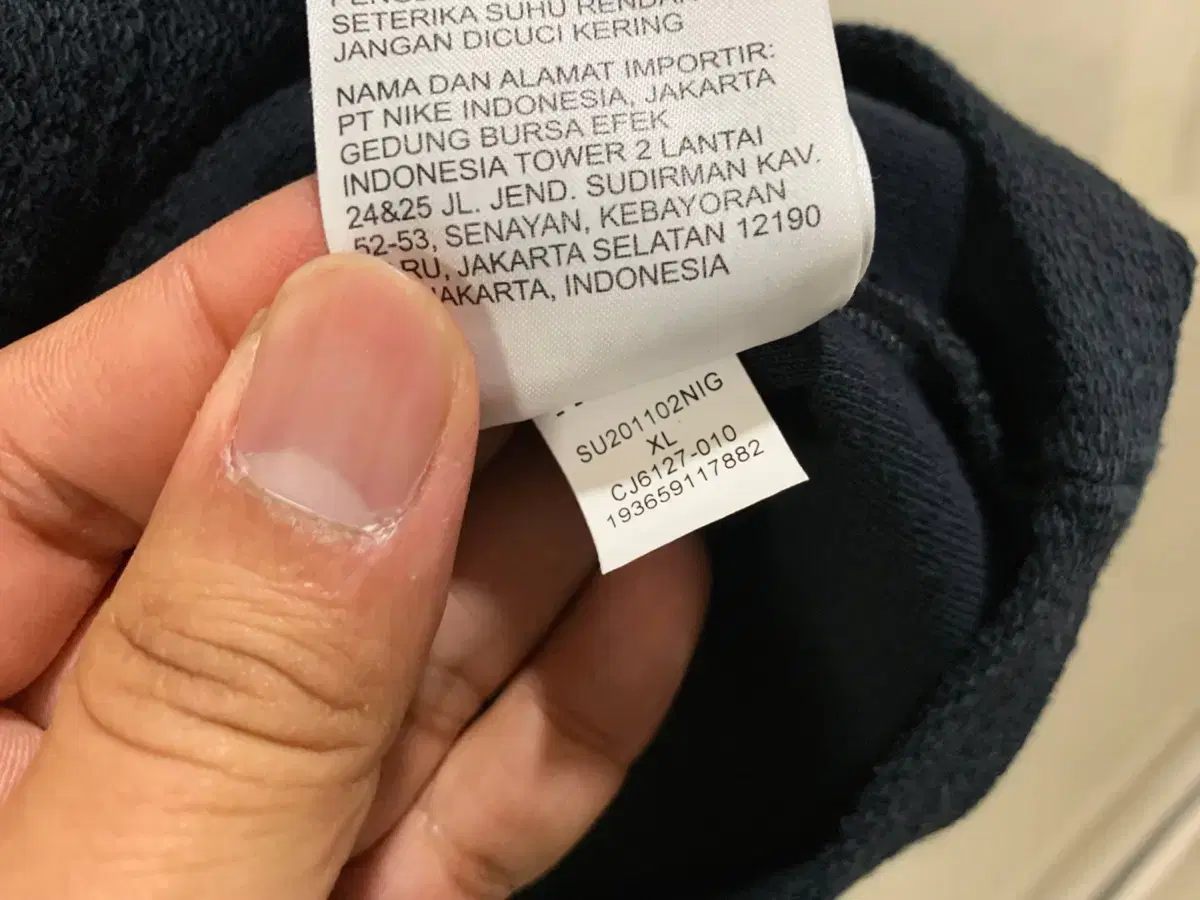 SETERIKA SUHU RENDAH
JANGAN DICUCI KERING
NAMA DAN ALAMAT IMPORTIR:
PT NIKE INDONESIA, JAKARTA
GEDUNG BURSA EFEK
INDONESIA TOWER 2 LANTAI
24&25 JL. JEND. SUDIRMAN KAV.
52-53, SENAYAN, KEBAYORAN
RU, JAKARTA SELATAN 12190
JAKARTA, INDONESIA
SU201102NIG
XL
CJ6127-010
193659117882